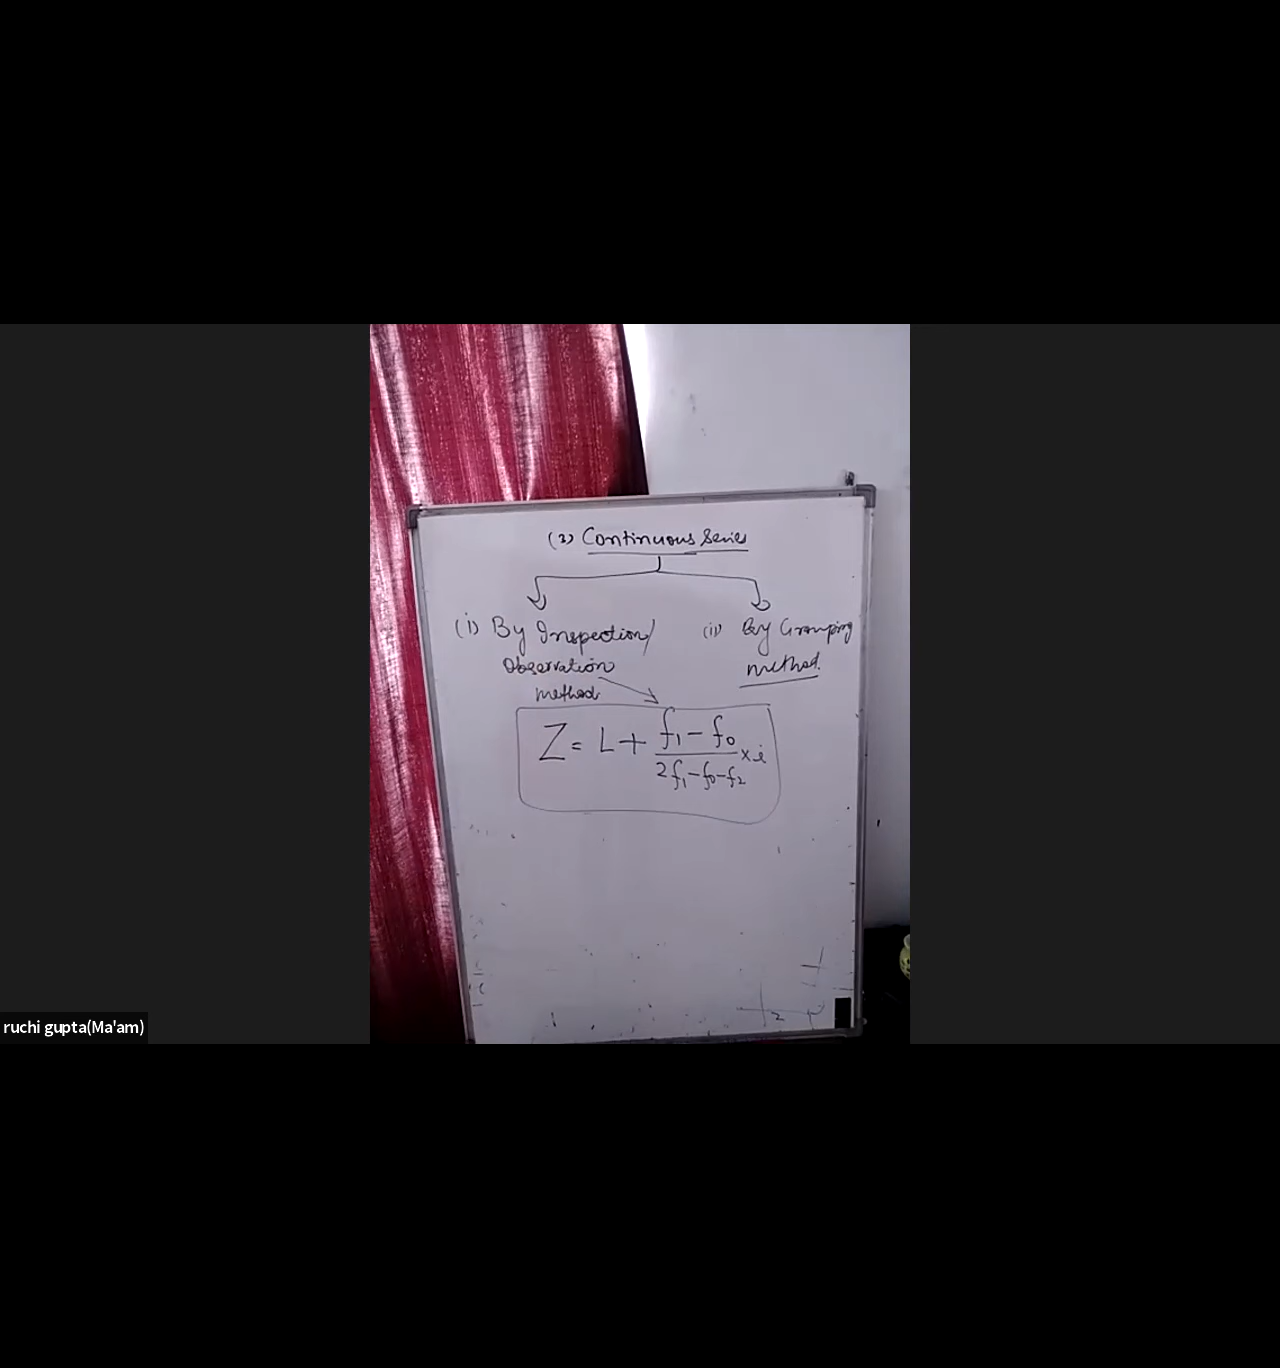 (3) Continuous Series
(i) By Inspection/
Observation
method
(ii) By Grouping
method
Z = L + f₁ - f₀ / 2f₁ - f₀ - f₂ × i
ruchi gupta(Ma'am)